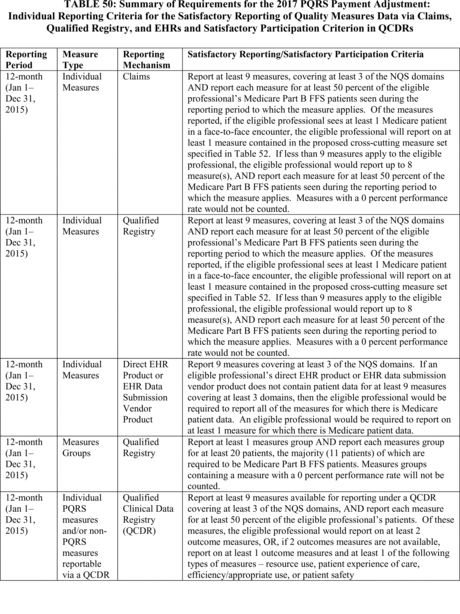 TABLE 50: Summary of Requirements for the 2017 PQRS Payment Adjustment:
Individual Reporting Criteria for the Satisfactory Reporting of Quality Measures Data via Claims,
Qualified Registry, and EHRs and Satisfactory Participation Criterion in QCDRs
Reporting
Period
Measure
Type
Reporting
Mechanism
Satisfactory Reporting/Satisfactory Participation Criteria
12-month
(Jan 1–
Dec 31,
2015)
Individual
Measures
Claims
Report at least 9 measures, covering at least 3 of the NQS domains
AND report each measure for at least 50 percent of the eligible
professional's Medicare Part B FFS patients seen during the
reporting period to which the measure applies. Of the measures
reported, if the eligible professional sees at least 1 Medicare patient
in a face-to-face encounter, the eligible professional will report on at
least 1 measure contained in the proposed cross-cutting measure set
specified in Table 52. If less than 9 measures apply to the eligible
professional, the eligible professional would report up to 8
measure(s), AND report each measure for at least 50 percent of the
Medicare Part B FFS patients seen during the reporting period to
which the measure applies. Measures with a 0 percent performance
rate would not be counted.
12-month
(Jan 1–
Dec 31,
2015)
Individual
Measures
Qualified
Registry
Report at least 9 measures, covering at least 3 of the NQS domains
AND report each measure for at least 50 percent of the eligible
professional's Medicare Part B FFS patients seen during the
reporting period to which the measure applies. Of the measures
reported, if the eligible professional sees at least 1 Medicare patient
in a face-to-face encounter, the eligible professional will report on at
least 1 measure contained in the proposed cross-cutting measure set
specified in Table 52. If less than 9 measures apply to the eligible
professional, the eligible professional would report up to 8
measure(s), AND report each measure for at least 50 percent of the
Medicare Part B FFS patients seen during the reporting period to
which the measure applies. Measures with a 0 percent performance
rate would not be counted.
12-month
(Jan 1–
Dec 31,
2015)
Individual
Measures
Direct EHR
Product or
EHR Data
Submission
Vendor
Product
Report 9 measures covering at least 3 of the NQS domains. If an
eligible professional's direct EHR product or EHR data submission
vendor product does not contain patient data for at least 9 measures
covering at least 3 domains, then the eligible professional would be
required to report all of the measures for which there is Medicare
patient data. An eligible professional would be required to report on
at least 1 measure for which there is Medicare patient data.
12-month
(Jan 1–
Dec 31,
2015)
Measures
Groups
Qualified
Registry
Report at least 1 measures group AND report each measures group
for at least 20 patients, the majority (11 patients) of which are
required to be Medicare Part B FFS patients. Measures groups
containing a measure with a 0 percent performance rate will not be
counted.
12-month
(Jan 1–
Dec 31,
2015)
Individual
PQRS
measures
and/or non-
PQRS
measures
reportable
via a QCDR
Qualified
Clinical Data
Registry
(QCDR)
Report at least 9 measures available for reporting under a QCDR
covering at least 3 of the NQS domains, AND report each measure
for at least 50 percent of the eligible professional's patients. Of these
measures, the eligible professional would report on at least 2
outcome measures, OR, if 2 outcomes measures are not available,
report on at least 1 outcome measures and at least 1 of the following
types of measures – resource use, patient experience of care,
efficiency/appropriate use, or patient safety